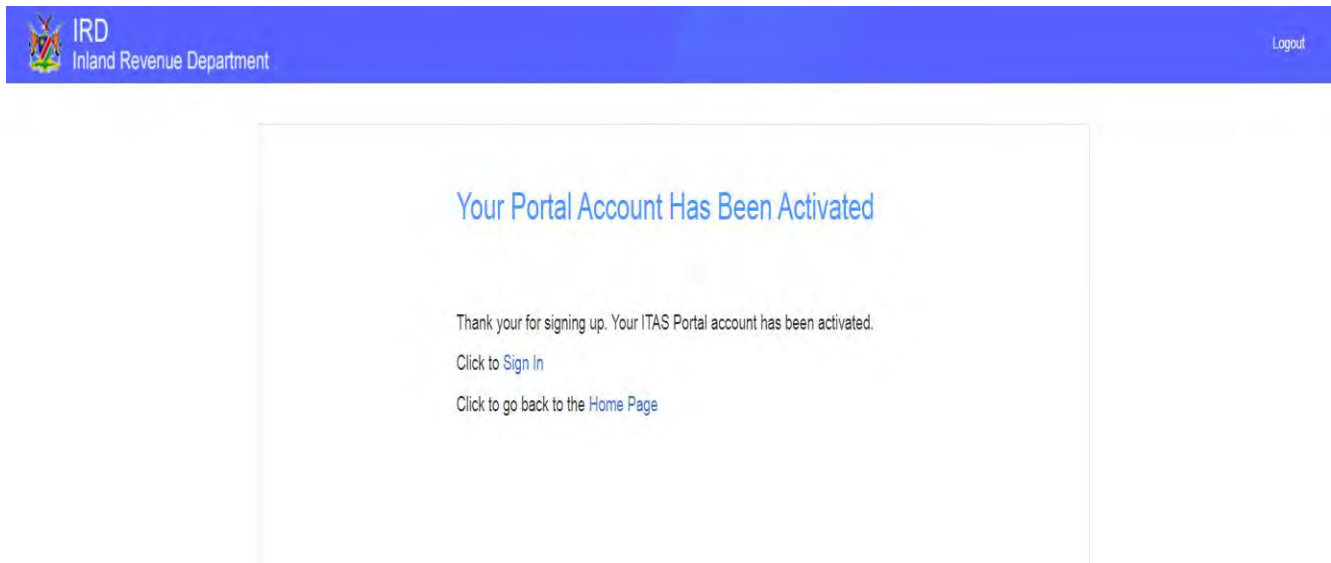 IRD
Inland Revenue Department
Logout
Your Portal Account Has Been Activated
Thank your for signing up. Your ITAS Portal account has been activated.
Click to Sign In
Click to go back to the Home Page